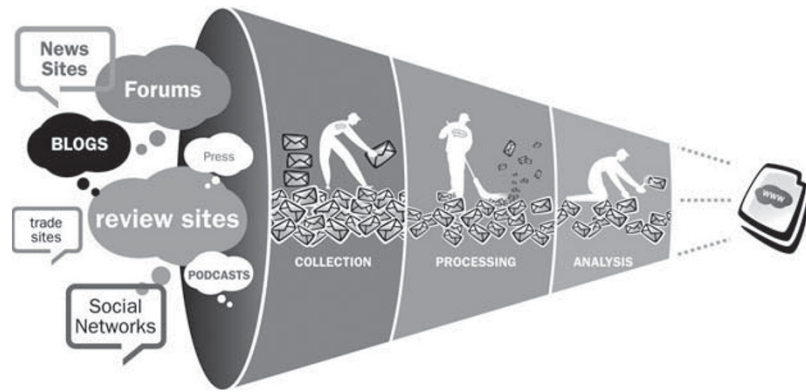 News
Sites
Forums
BLOGS
Press
review sites
trade
sites
PODCASTS
Social
Networks
COLLECTION
PROCESSING
ANALYSIS
WWW